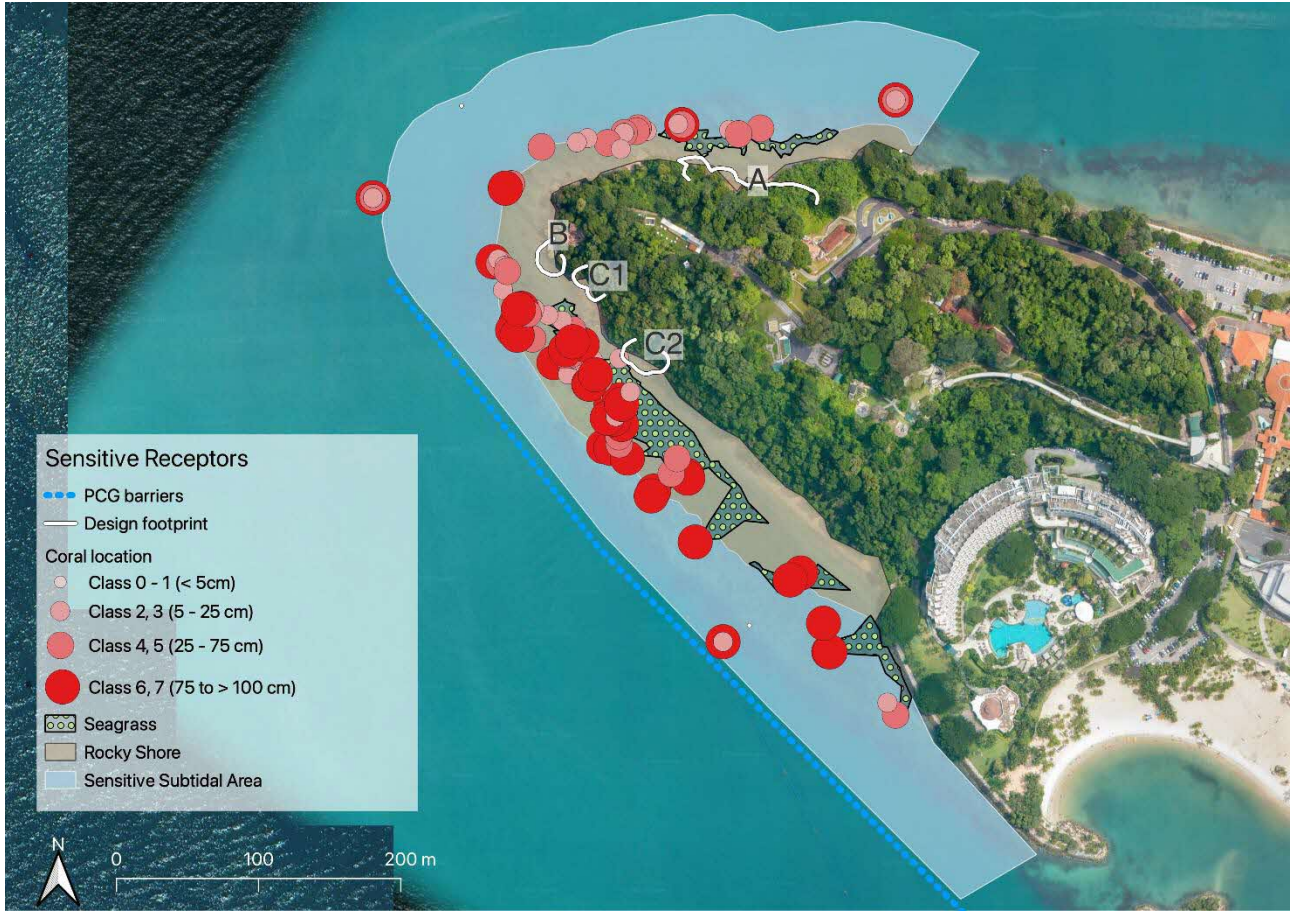 A
B
C1
C2
Sensitive Receptors
PCG barriers
Design footprint
Coral location
Class 0 - 1 (< 5cm)
Class 2, 3 (5 - 25 cm)
Class 4, 5 (25 - 75 cm)
Class 6, 7 (75 to > 100 cm)
Seagrass
Rocky Shore
Sensitive Subtidal Area
N
0 100 200 m